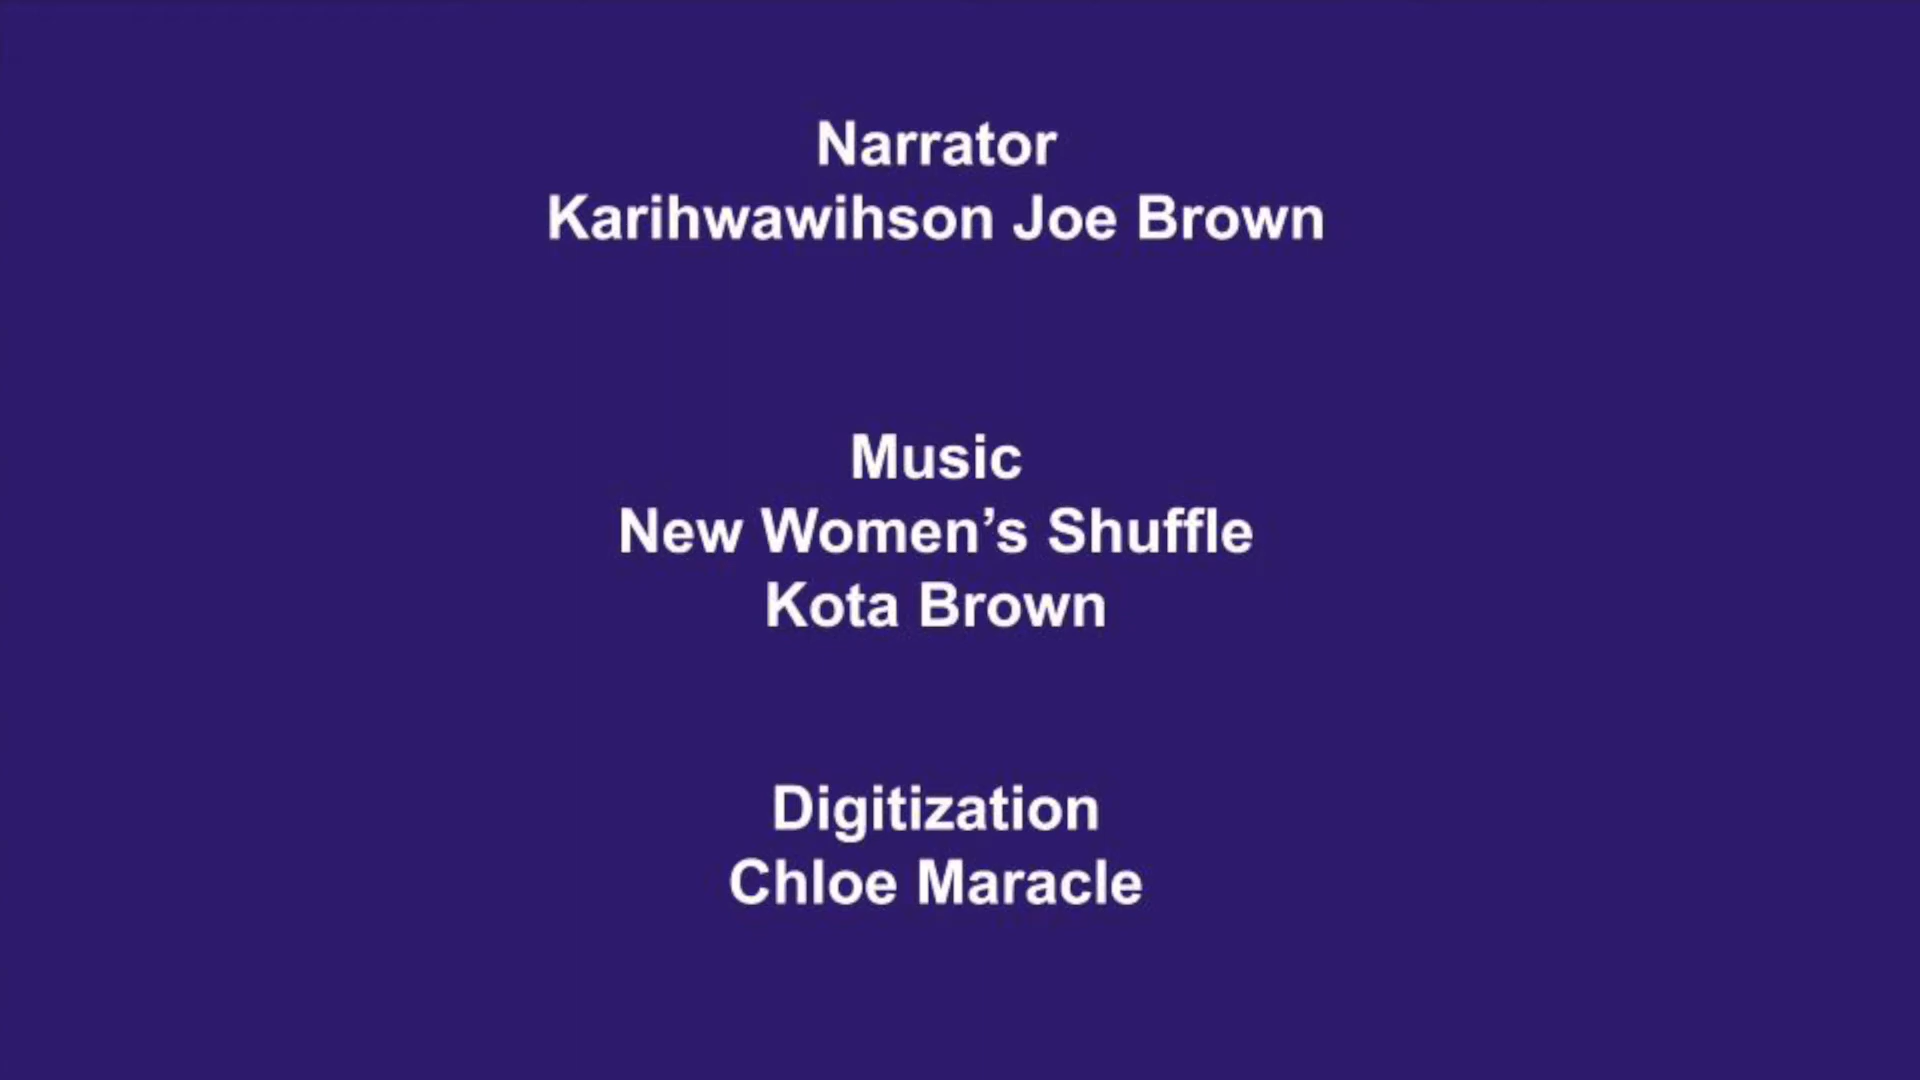 Narrator
Karihwawihson Joe Brown
Music
New Women’s Shuffle
Kota Brown
Digitization
Chloe Maracle